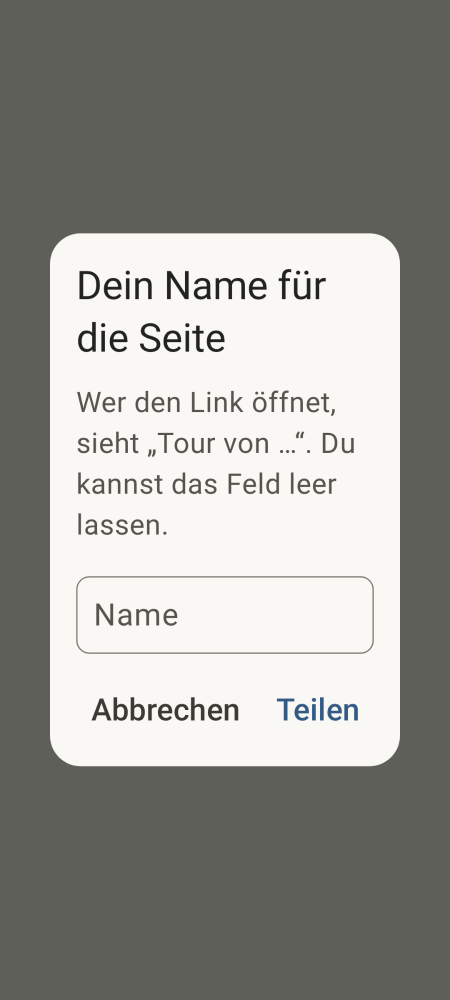 Dein Name für
die Seite
Wer den Link öffnet,
sieht „Tour von …“. Du
kannst das Feld leer
lassen.
Name
Abbrechen
Teilen